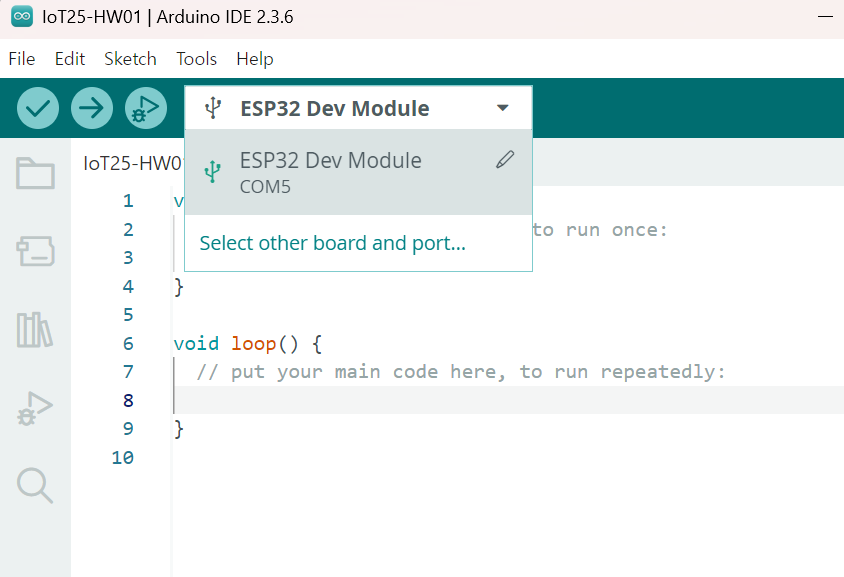 IoT25-HW01 | Arduino IDE 2.3.6
File Edit Sketch Tools Help
ESP32 Dev Module
ESP32 Dev Module
COM5
Select other board and port...
IoT25-HW01
1 v
2 to run once:
3
4 }
5
6 void loop() {
7 // put your main code here, to run repeatedly:
8
9 }
10